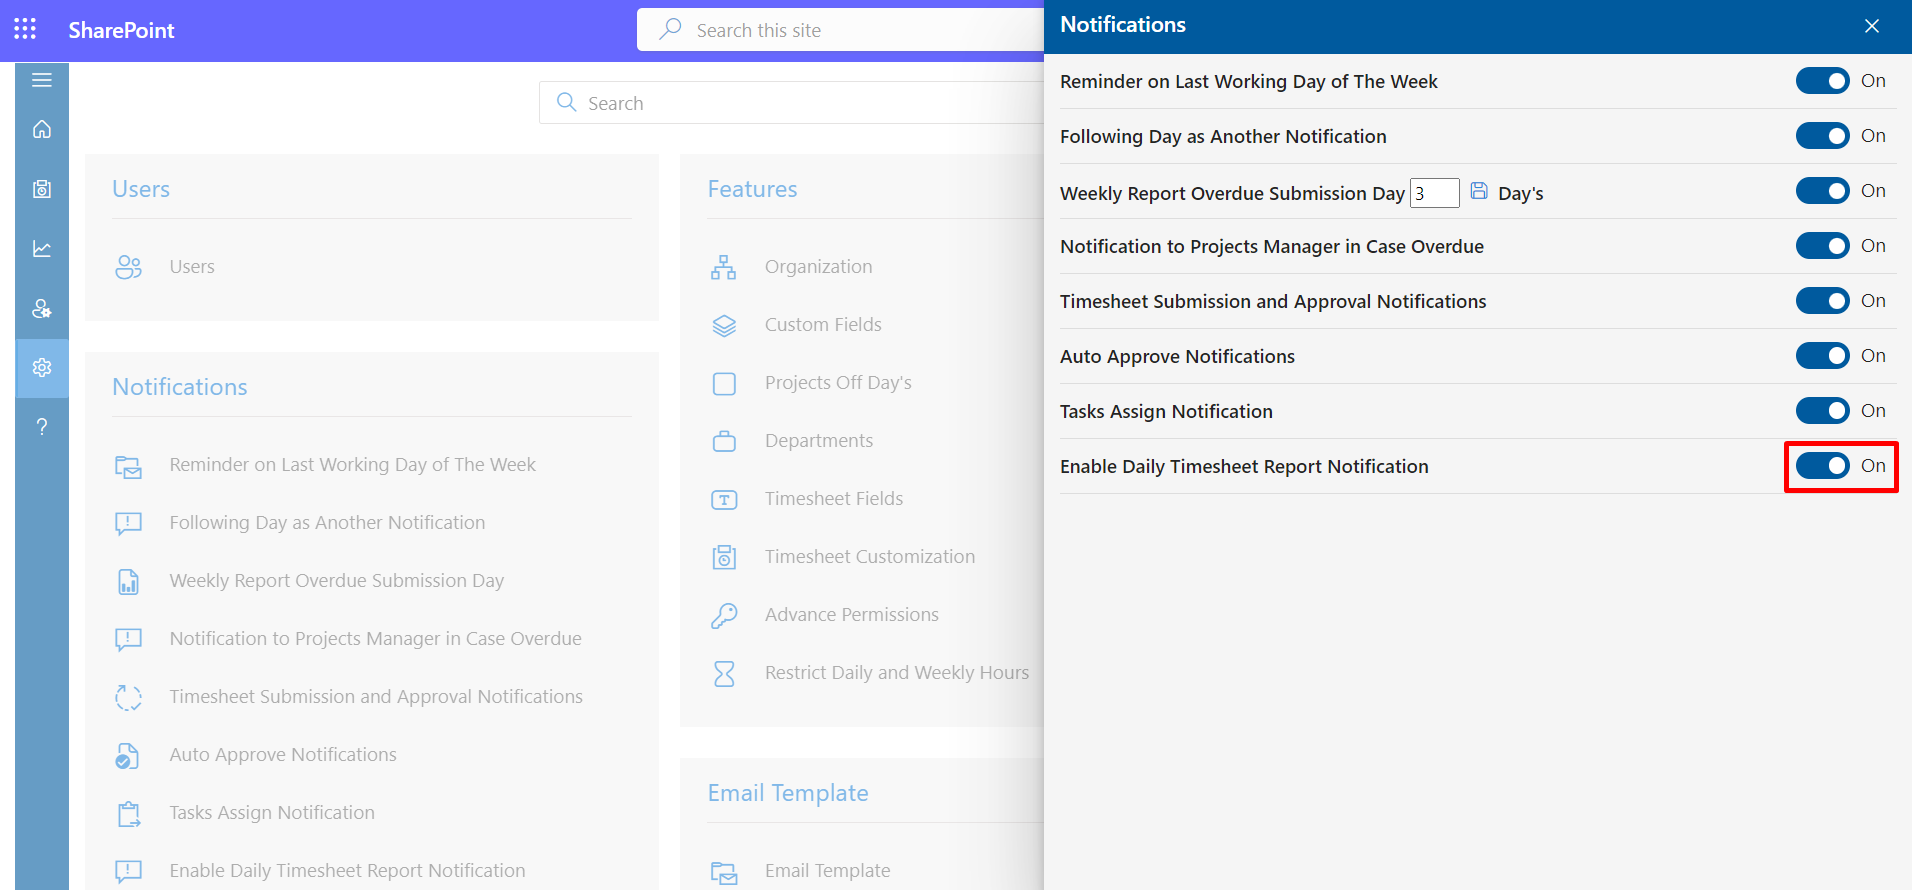 SharePoint
Search this site
Search
Users
Users
Notifications
Reminder on Last Working Day of The Week
Following Day as Another Notification
Weekly Report Overdue Submission Day
Notification to Projects Manager in Case Overdue
Timesheet Submission and Approval Notifications
Auto Approve Notifications
Tasks Assign Notification
Enable Daily Timesheet Report Notification
Features
Organization
Custom Fields
Projects Off Day's
Departments
Timesheet Fields
Timesheet Customization
Advance Permissions
Restrict Daily and Weekly Hours
Email Template
Email Template
Notifications
Reminder on Last Working Day of The Week On
Following Day as Another Notification On
Weekly Report Overdue Submission Day 3 Day's On
Notification to Projects Manager in Case Overdue On
Timesheet Submission and Approval Notifications On
Auto Approve Notifications On
Tasks Assign Notification On
Enable Daily Timesheet Report Notification On